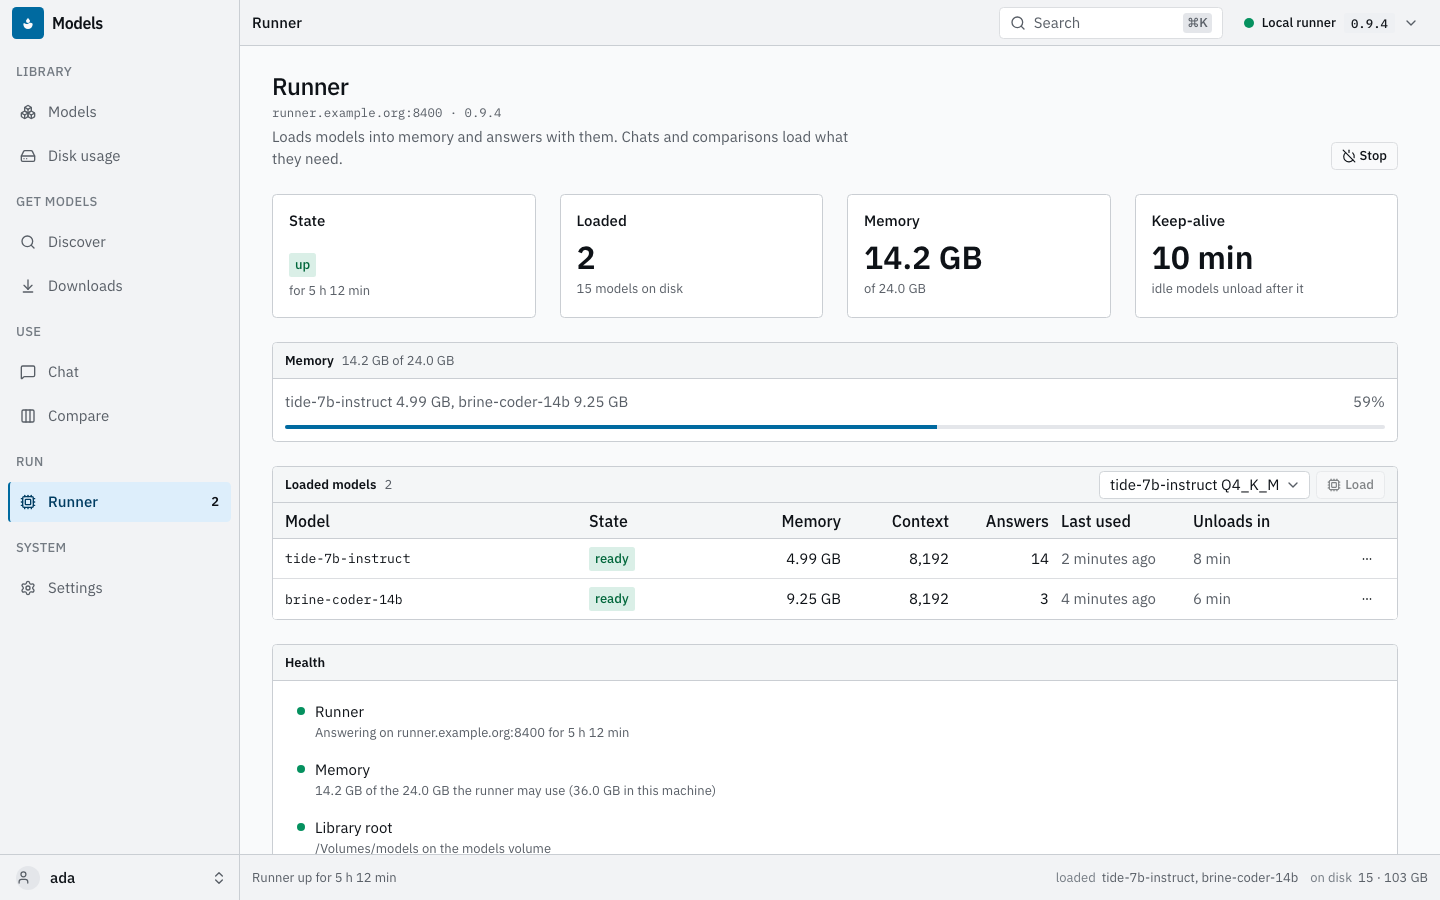 Models
Runner
Search
⌘K
Local runner
0.9.4
LIBRARY
Models
Disk usage
GET MODELS
Discover
Downloads
USE
Chat
Compare
RUN
Runner
2
SYSTEM
Settings
ada
Runner
runner.example.org:8400 · 0.9.4
Loads models into memory and answers with them. Chats and comparisons load what
they need.
Stop
State
up
for 5 h 12 min
Loaded
2
15 models on disk
Memory
14.2 GB
of 24.0 GB
Keep-alive
10 min
idle models unload after it
Memory 14.2 GB of 24.0 GB
tide-7b-instruct 4.99 GB, brine-coder-14b 9.25 GB 59%
Loaded models 2
tide-7b-instruct Q4_K_M
Load
Model State Memory Context Answers Last used Unloads in
tide-7b-instruct ready 4.99 GB 8,192 14 2 minutes ago 8 min ...
brine-coder-14b ready 9.25 GB 8,192 3 4 minutes ago 6 min ...
Health
Runner
Answering on runner.example.org:8400 for 5 h 12 min
Memory
14.2 GB of the 24.0 GB the runner may use (36.0 GB in this machine)
Library root
/Volumes/models on the models volume
Runner up for 5 h 12 min
loaded tide-7b-instruct, brine-coder-14b on disk 15 · 103 GB